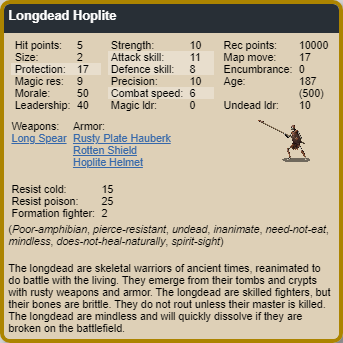 Longdead Hoplite
Hit points: 5 Strength: 10 Rec points: 10000
Size: 2 Attack skill: 11 Map move: 17
Protection: 17 Defence skill: 8 Encumbrance: 0
Magic res: 9 Precision: 10 Age: 187
Morale: 50 Combat speed: 6 (500)
Leadership: 40 Magic ldr: 0 Undead ldr: 10
Weapons: Armor:
Long Spear Rusty Plate Hauberk
Rotten Shield
Hoplite Helmet
Resist cold: 15
Resist poison: 25
Formation fighter: 2
(Poor-amphibian, pierce-resistant, undead, inanimate, need-not-eat,
mindless, does-not-heal-naturally, spirit-sight)
The longdead are skeletal warriors of ancient times, reanimated to
do battle with the living. They emerge from their tombs and crypts
with rusty weapons and armor. The longdead are skilled fighters, but
their bones are brittle. They do not rout unless their master is killed.
The longdead are mindless and will quickly dissolve if they are
broken on the battlefield.